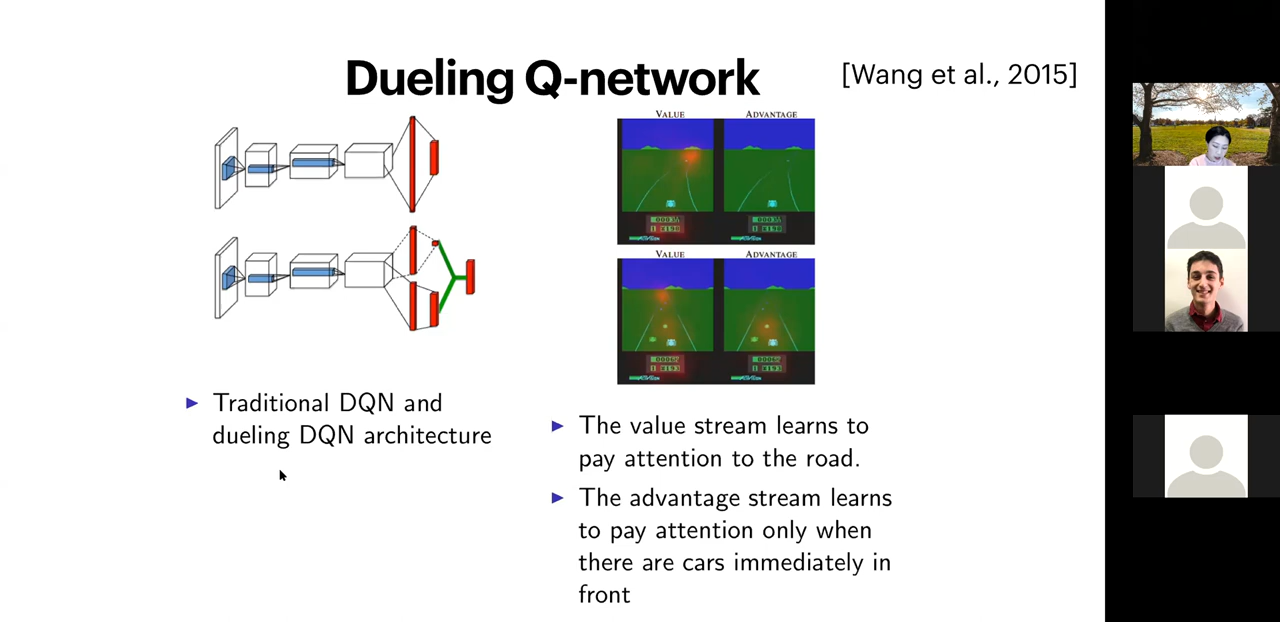 Dueling Q-network
[Wang et al., 2015]
VALUE ADVANTAGE
VALUE ADVANTAGE
Traditional DQN and
dueling DQN architecture
The value stream learns to
pay attention to the road.
The advantage stream learns
to pay attention only when
there are cars immediately in
front